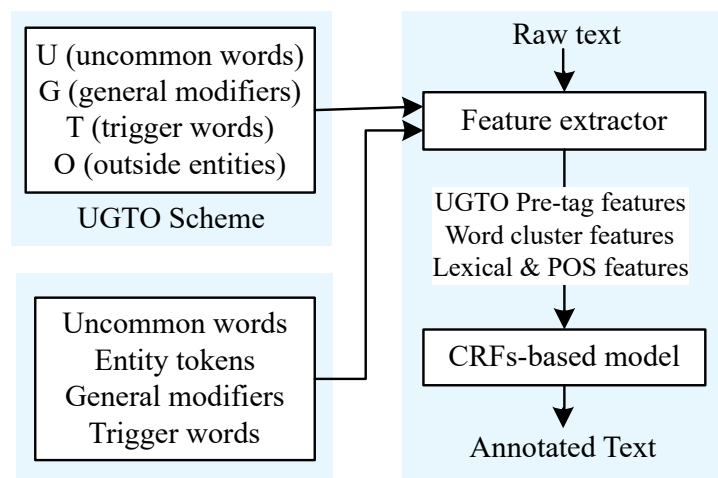 U (uncommon words)
G (general modifiers)
T (trigger words)
O (outside entities)
UGTO Scheme
Uncommon words
Entity tokens
General modifiers
Trigger words
Raw text
Feature extractor
UGTO Pre-tag features
Word cluster features
Lexical & POS features
CRFs-based model
Annotated Text